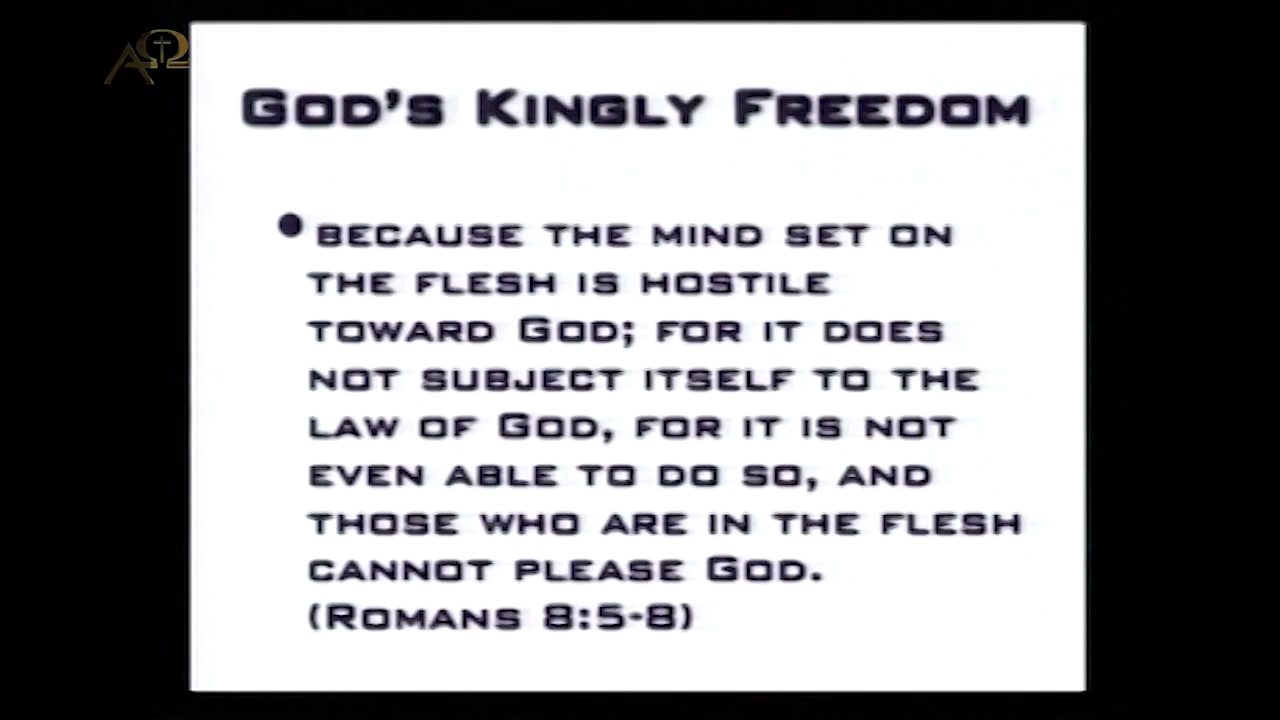 ΑΩ
God's Kingly Freedom
• because the mind set on
the flesh is hostile
toward God; for it does
not subject itself to the
law of God, for it is not
even able to do so, and
those who are in the flesh
cannot please God.
(Romans 8:5-8)